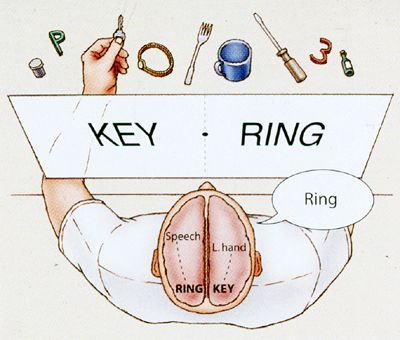 P
3
KEY · RING
Ring
Speech
L. hand
RING KEY